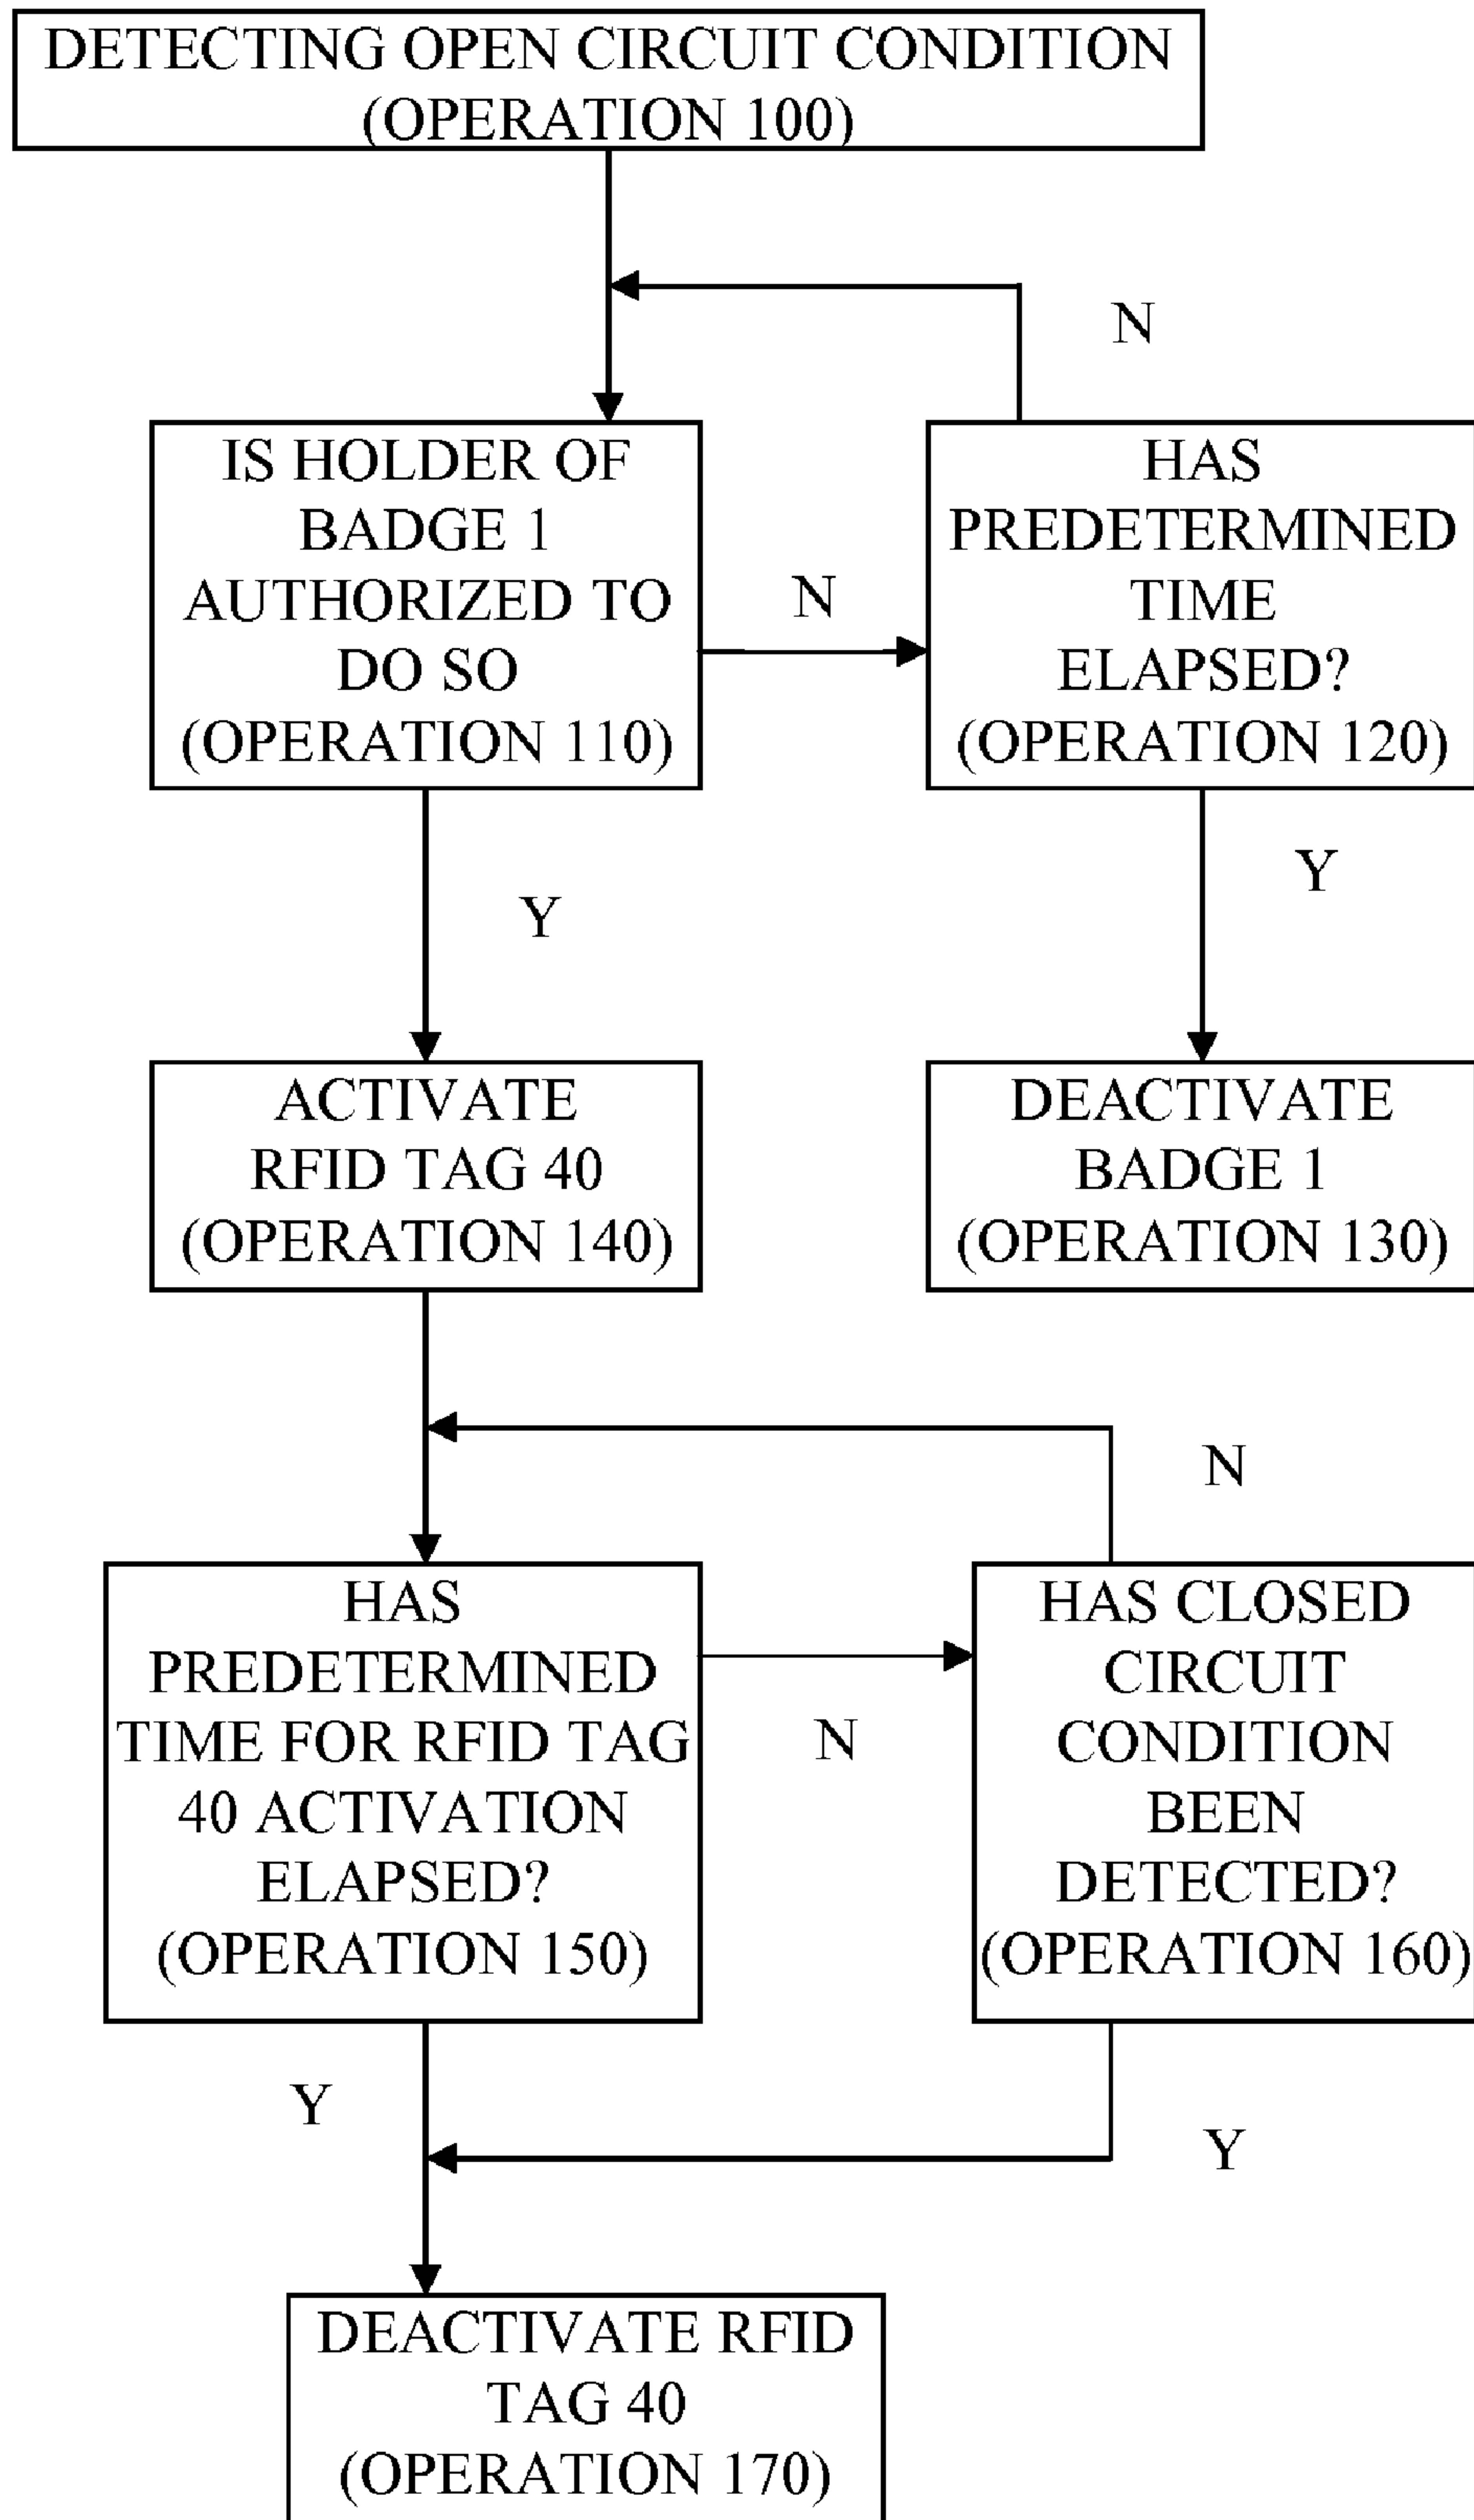 DETECTING OPEN CIRCUIT CONDITION
(OPERATION 100)
N
IS HOLDER OF
BADGE 1
AUTHORIZED TO
DO SO
(OPERATION 110)
N
HAS
PREDETERMINED
TIME
ELAPSED?
(OPERATION 120)
Y
Y
ACTIVATE
RFID TAG 40
(OPERATION 140)
DEACTIVATE
BADGE 1
(OPERATION 130)
N
HAS
PREDETERMINED
TIME FOR RFID TAG
40 ACTIVATION
ELAPSED?
(OPERATION 150)
N
HAS CLOSED
CIRCUIT
CONDITION
BEEN
DETECTED?
(OPERATION 160)
Y
Y
DEACTIVATE RFID
TAG 40
(OPERATION 170)